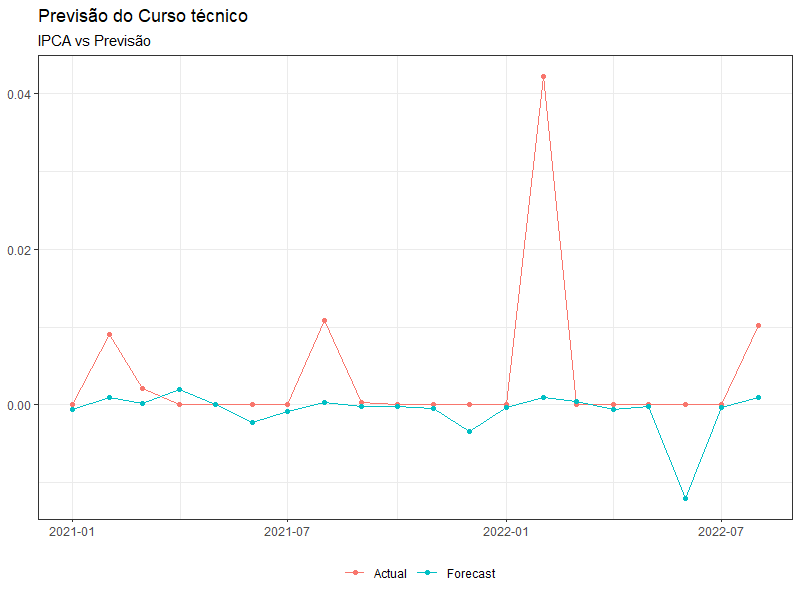 Previsão do Curso técnico
IPCA vs Previsão
0.04
0.02
0.00
2021-01 2021-07 2022-01 2022-07
Actual Forecast